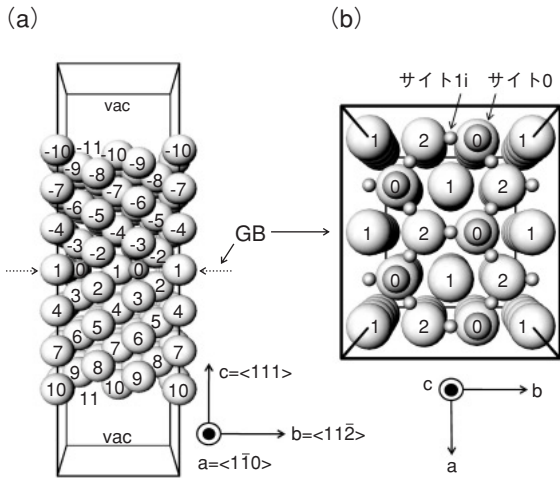 (a)
vac
-10 -11 -10 -9 -10
-9 -8
-7 -7 -8 -7
-6 -5 -6
-4 -4 -4
-3 -2 -3 -2
1 0 1 0 1
3 2 2
4 3 4
6 5 6 5
7 7 7
9 8 9 8
10 11 10 9 10
vac
GB
c=<111>
b=<112̄>
a=<11̄0>
(b)
サイト1i サイト0
1 2 0 1
0 1 2
1 2 0 1
0 1 2
1 2 0 1
c
b
a